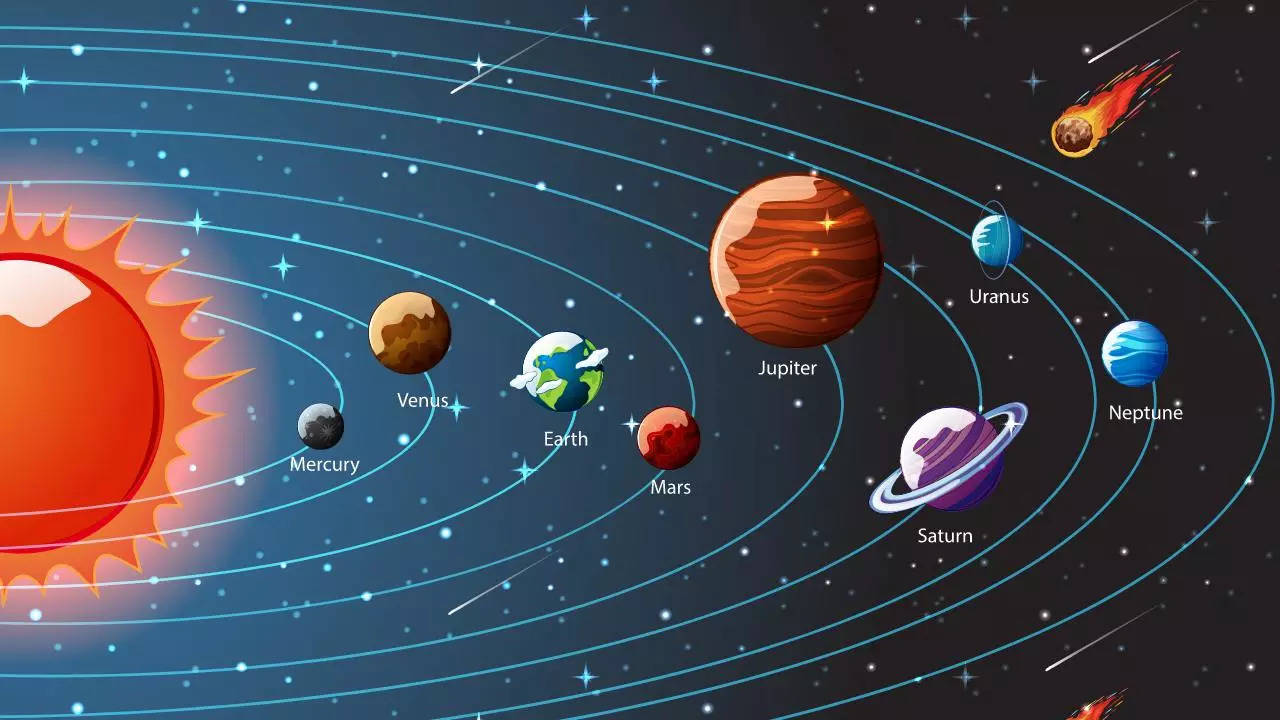 Mercury
Venus
Earth
Mars
Jupiter
Saturn
Uranus
Neptune